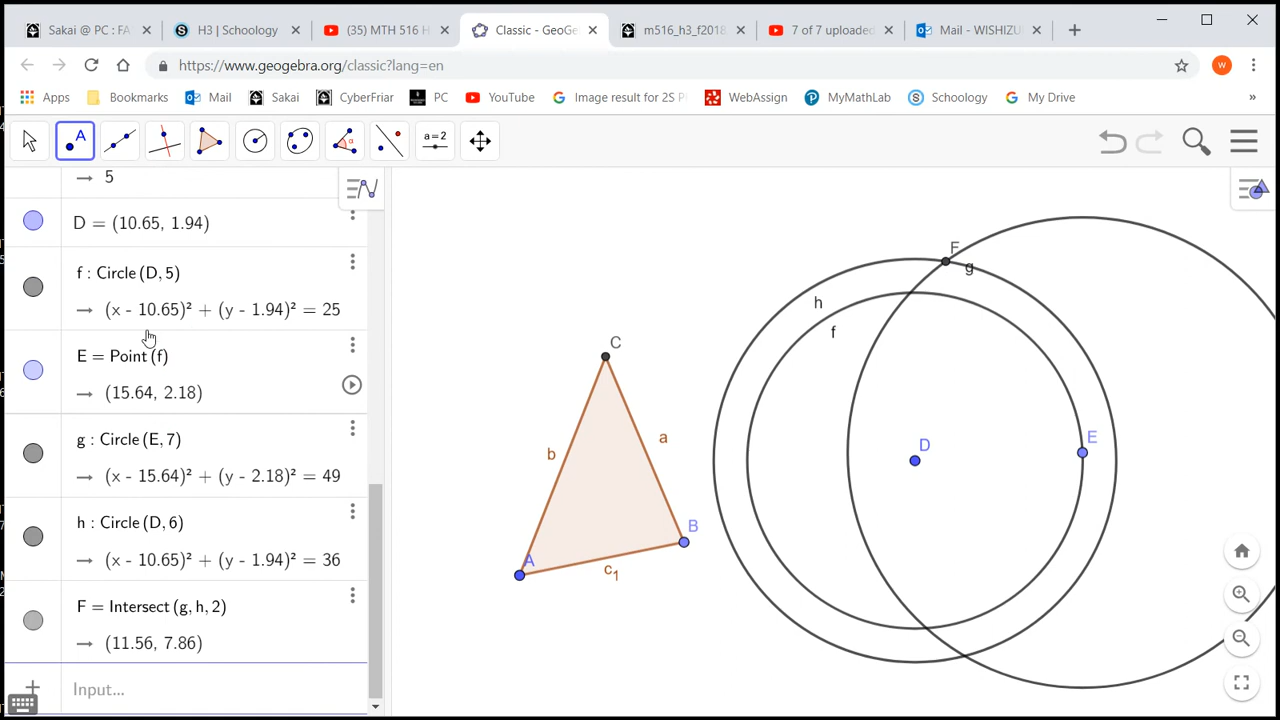 Sakai @ PC : FA
H3 | Schoology
(35) MTH 516 H
Classic - GeoGe
m516_h3_f2018
7 of 7 uploaded
Mail - WISHIZU
https://www.geogebra.org/classic?lang=en
W
Apps
Bookmarks
Mail
Sakai
CyberFriar
PC
YouTube
Image result for 2S P
WebAssign
MyMathLab
Schoology
My Drive
»
A
a=2
→ 5
D = (10.65, 1.94)
f : Circle (D, 5)
→ (x - 10.65)² + (y - 1.94)² = 25
E = Point (f)
→ (15.64, 2.18)
g : Circle (E, 7)
→ (x - 15.64)² + (y - 2.18)² = 49
h : Circle (D, 6)
→ (x - 10.65)² + (y - 1.94)² = 36
F = Intersect (g, h, 2)
→ (11.56, 7.86)
Input...
F
g
h
f
C
b
a
D
E
B
A
c₁